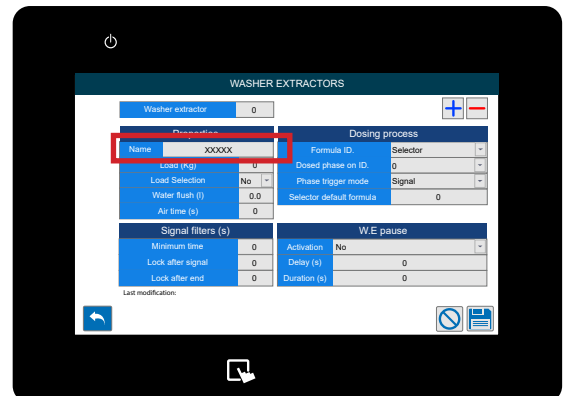 WASHER EXTRACTORS
Washer extractor 0
Properties
Name XXXXX
Load (Kg) 0
Load Selection No
Water flush (l) 0.0
Air time (s) 0
Dosing process
Formula ID. Selector
Dosed phase on ID. 0
Phase trigger mode Signal
Selector default formula 0
Signal filters (s)
Minimum time 0
Lock after signal 0
Lock after end 0
W.E pause
Activation No
Delay (s) 0
Duration (s) 0
Last modification: